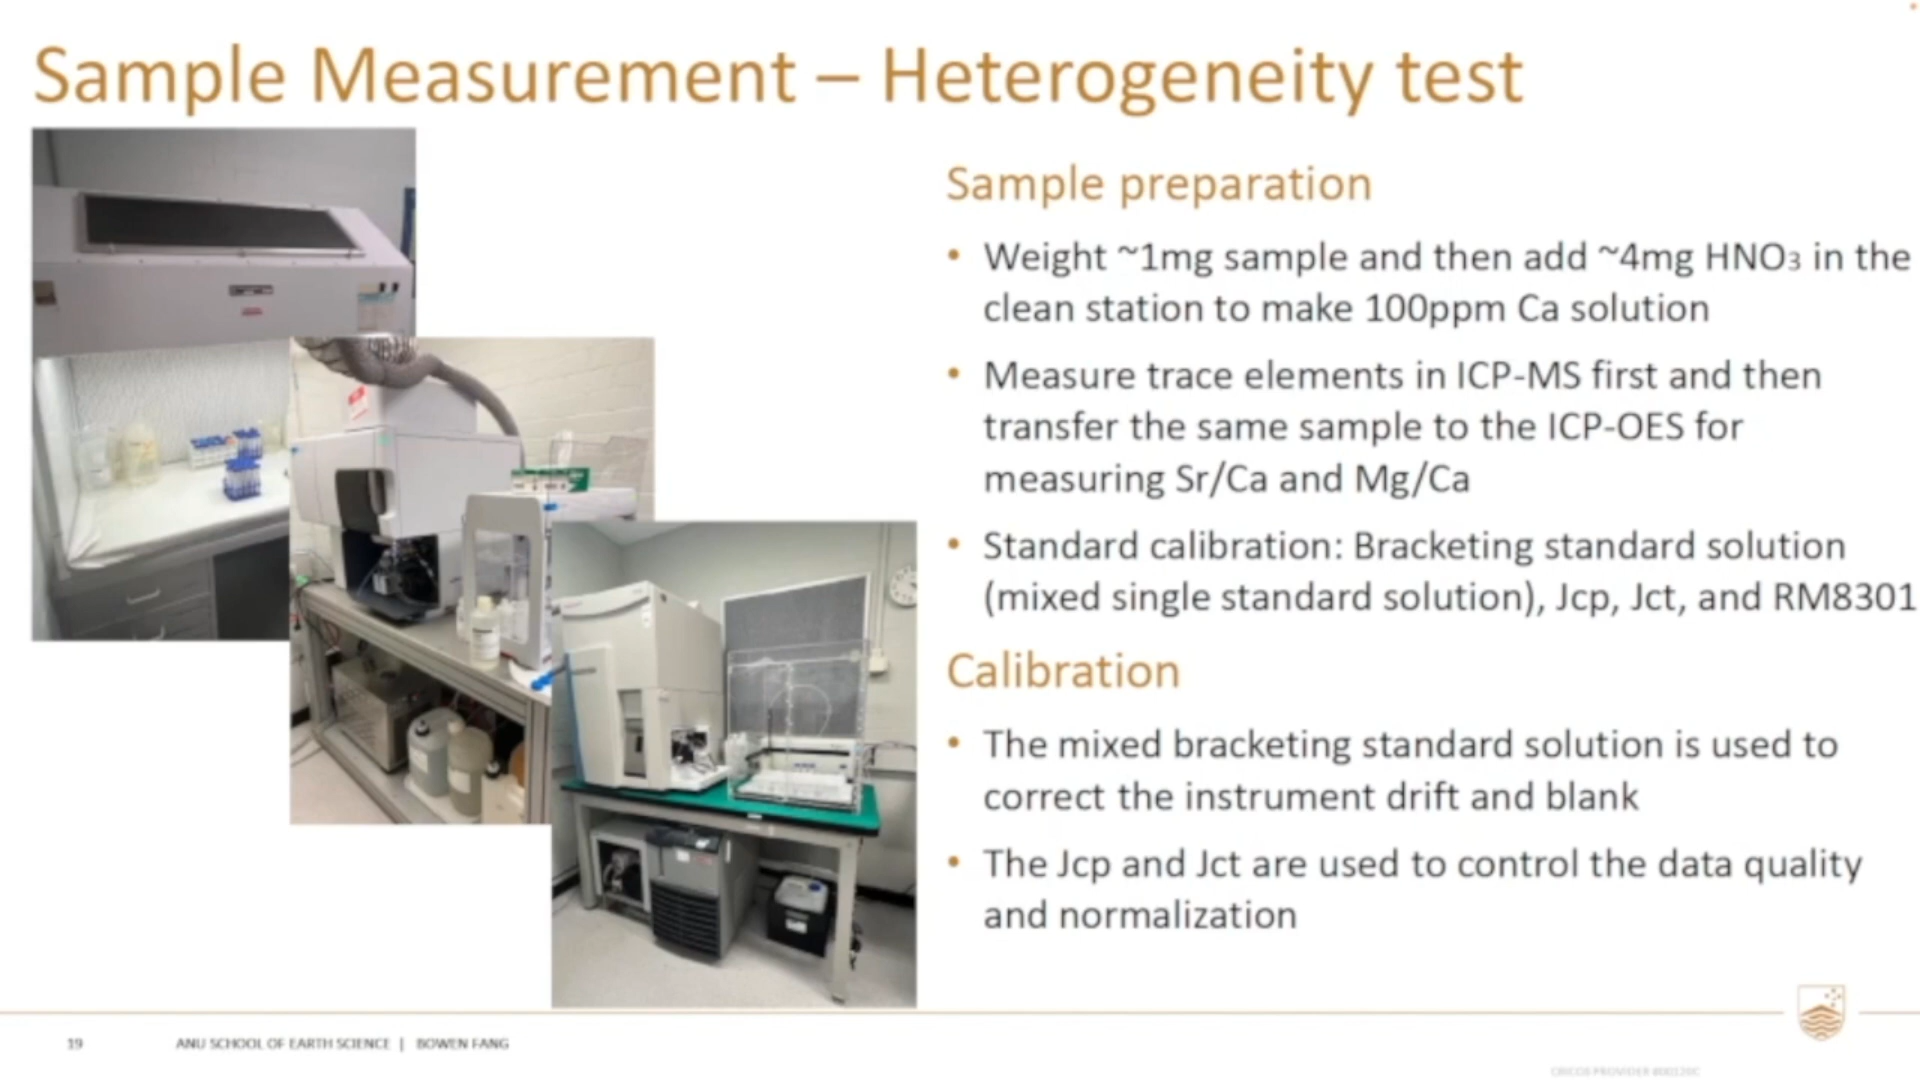 Sample Measurement – Heterogeneity test
Sample preparation
• Weight ~1mg sample and then add ~4mg HNO₃ in the
clean station to make 100ppm Ca solution
• Measure trace elements in ICP-MS first and then
transfer the same sample to the ICP-OES for
measuring Sr/Ca and Mg/Ca
• Standard calibration: Bracketing standard solution
(mixed single standard solution), Jcp, Jct, and RM8301
Calibration
• The mixed bracketing standard solution is used to
correct the instrument drift and blank
• The Jcp and Jct are used to control the data quality
and normalization
19
ANU SCHOOL OF EARTH SCIENCE | BOWEN FANG
CRICOS PROVIDER #00120C